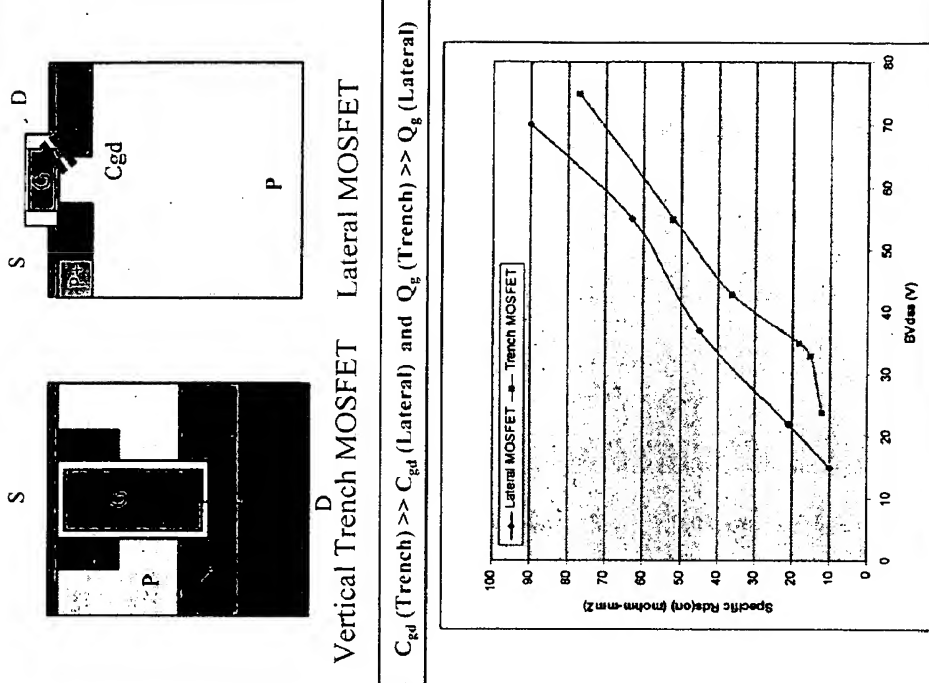 S
G
P
D
Vertical Trench MOSFET
S
D
G
P+
Cgd
P
Lateral MOSFET
Cgd (Trench) >> Cgd (Lateral) and Qg (Trench) >> Qg (Lateral)
Lateral MOSFET
Trench MOSFET
Specific Rds(on) (mohm-mm2)
100
90
80
70
60
50
40
30
20
10
0
0
10
20
30
40
50
60
70
80
BVdss (V)